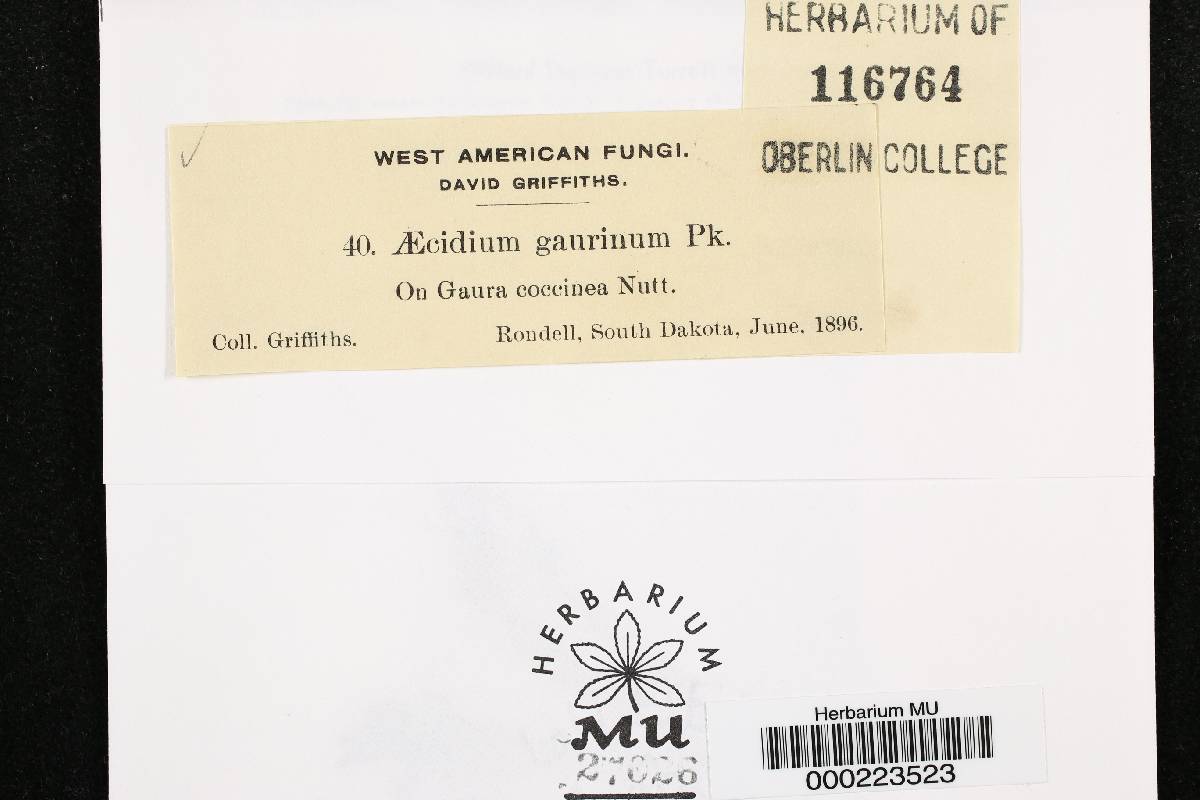 HERBARIUM OF
116764
OBERLIN COLLEGE
WEST AMERICAN FUNGI.
DAVID GRIFFITHS.
40. Æcidium gaurinum Pk.
On Gaura coccinea Nutt.
Coll. Griffiths. Rondell, South Dakota, June, 1896.
HERBARIUM
MU
27026
Herbarium MU
000223523